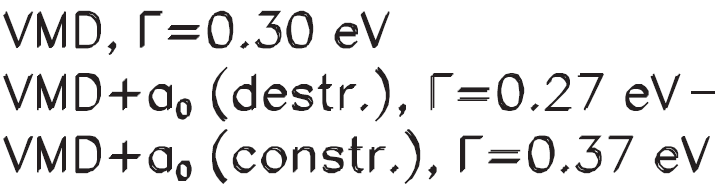 VMD, Γ=0.30 eV
VMD+a₀ (destr.), Γ=0.27 eV
VMD+a₀ (constr.), Γ=0.37 eV